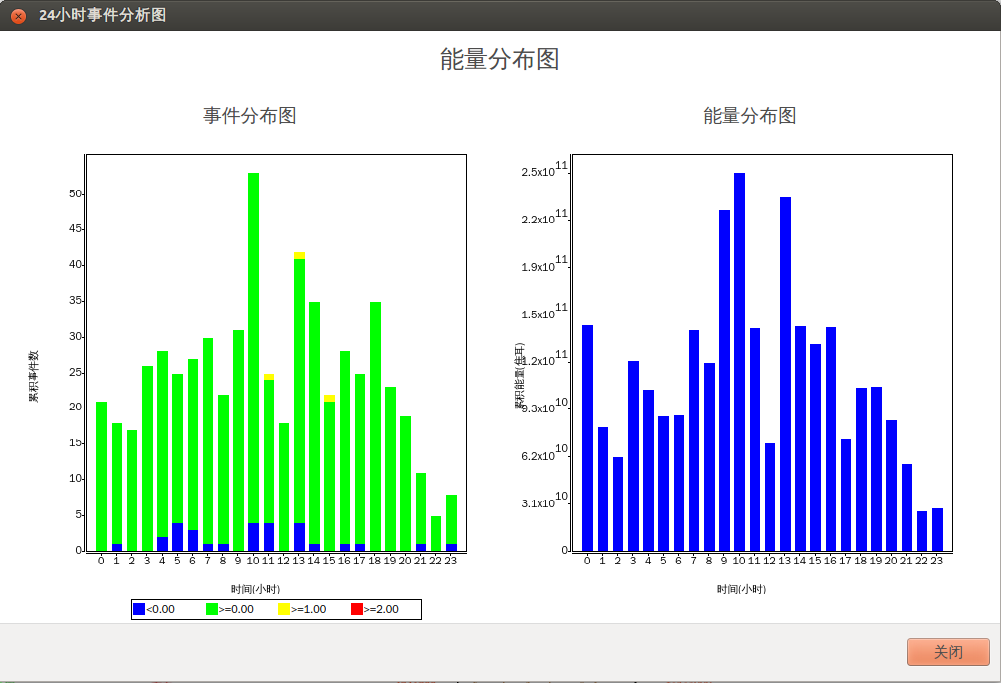 24小时事件分析图
能量分布图
事件分布图
能量分布图
50
45
40
35
30
25
20
15
10
5
0
累积事件数
0 1 2 3 4 5 6 7 8 9 10 11 12 13 14 15 16 17 18 19 20 21 22 23
时间(小时)
<0.00 >=0.00 >=1.00 >=2.00
2.5x10 11
2.2x10 11
1.9x10 11
1.5x10 11
1.2x10 11
9.3x10 10
6.2x10 10
3.1x10 10
0
累积能量(焦耳)
0 1 2 3 4 5 6 7 8 9 10 11 12 13 14 15 16 17 18 19 20 21 22 23
时间(小时)
关闭